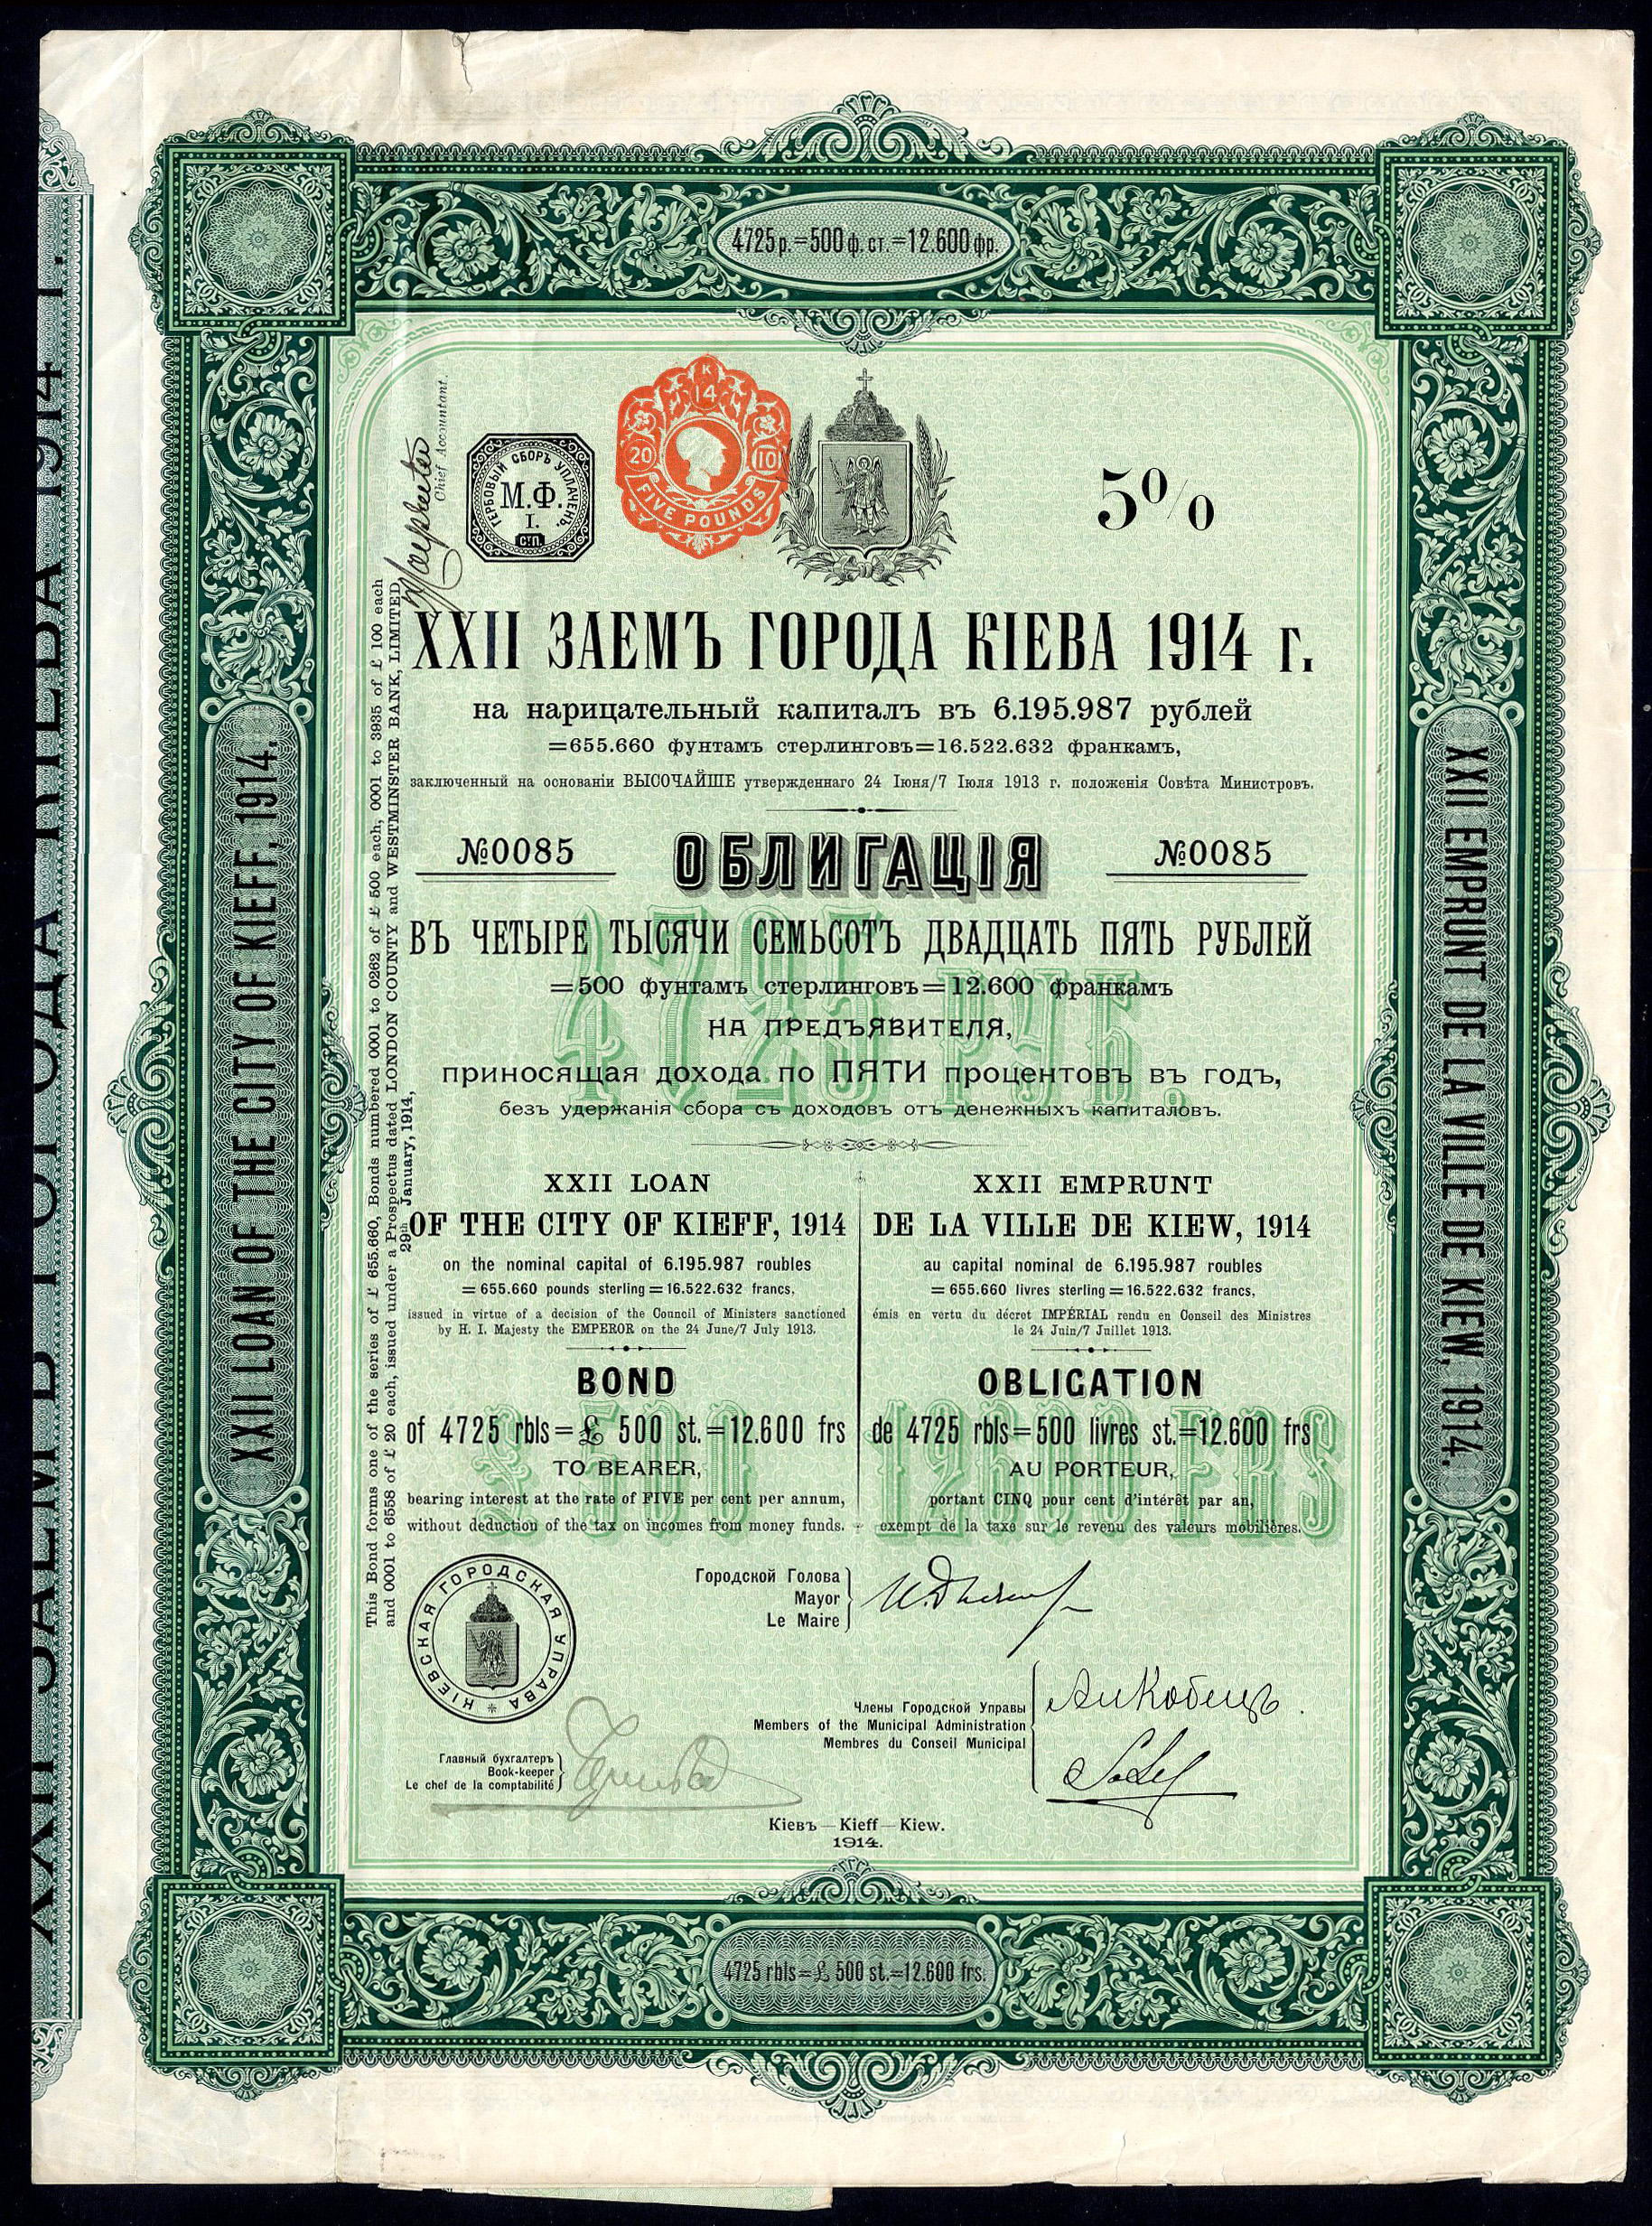 4725 р.=500 ф. ст.=12.600 фр.
Chief Accountant.
ГЕРБОВЫЙ СБОРЪ УПЛАЧЕНЪ.
М.Ф.
I.
СТП.
K
14
20
10
FIVE POUNDS
5%
XXII ЗАЕМЪ ГОРОДА КІЕВА 1914 г.
на нарицательный капиталъ въ 6.195.987 рублей
=655.660 фунтамъ стерлинговъ=16.522.632 франкамъ,
заключенный на основаніи ВЫСОЧАЙШЕ утвержденнаго 24 Іюня/7 Іюля 1913 г. положенія Совѣта Министровъ.
№0085
ОБЛИГАЦІЯ
№0085
4725 РУБ.
ВЪ ЧЕТЫРЕ ТЫСЯЧИ СЕМЬСОТЪ ДВАДЦАТЬ ПЯТЬ РУБЛЕЙ
=500 фунтамъ стерлинговъ=12.600 франкамъ
НА ПРЕДЪЯВИТЕЛЯ,
приносящая дохода по ПЯТИ процентовъ въ годъ,
безъ удержанія сбора съ доходовъ отъ денежныхъ капиталовъ.
XXII LOAN
OF THE CITY OF KIEFF, 1914
on the nominal capital of 6.195.987 roubles
=655.660 pounds sterling=16.522.632 francs,
issued in virtue of a decision of the Council of Ministers sanctioned
by H. I. Majesty the EMPEROR on the 24 June/7 July 1913.
BOND
of 4725 rbls=£ 500 st.=12.600 frs
£ 500
TO BEARER,
bearing interest at the rate of FIVE per cent per annum,
without deduction of the tax on incomes from money funds.
XXII EMPRUNT
DE LA VILLE DE KIEW, 1914
au capital nominal de 6.195.987 roubles
=655.660 livres sterling=16.522.632 francs,
émis en vertu du décret IMPÉRIAL rendu en Conseil des Ministres
le 24 Juin/7 Juillet 1913.
OBLIGATION
de 4725 rbls=500 livres st.=12.600 frs
12600 FRS
AU PORTEUR,
portant CINQ pour cent d'intérêt par an,
exempt de la taxe sur le revenu des valeurs mobilières.
This Bond forms one of the series of £ 655.660, Bonds numbered 0001 to 0262 of £ 500 each, 0001 to 3935 of £ 100 each
and 0001 to 6558 of £ 20 each, issued under a Prospectus dated LONDON COUNTY and WESTMINSTER BANK, LIMITED,
29th January, 1914,
КІЕВСКАЯ ГОРОДСКАЯ УПРАВА
Городской Голова
Mayor
Le Maire
Члены Городской Управы
Members of the Municipal Administration
Membres du Conseil Municipal
Главный бухгалтеръ
Book-keeper
Le chef de la comptabilité
Кіевъ — Kieff — Kiew.
1914.
4725 rbls=£ 500 st.=12.600 frs.
XXII LOAN OF THE CITY OF KIEFF, 1914.
XXII EMPRUNT DE LA VILLE DE KIEW, 1914.
XXII ЗАЕМЪ ГОРОДА КІЕВА 1914 Г.